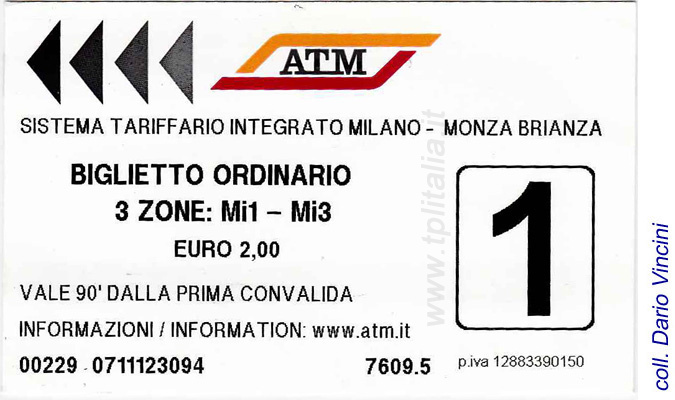 ATM
SISTEMA TARIFFARIO INTEGRATO MILANO - MONZA BRIANZA
BIGLIETTO ORDINARIO
3 ZONE: Mi1 – Mi3
EURO 2,00
1
VALE 90' DALLA PRIMA CONVALIDA
INFORMAZIONI / INFORMATION: www.atm.it
00229 0711123094 7609.5 p.iva 12883390150
www.tplitalia.it
coll. Dario Vincini